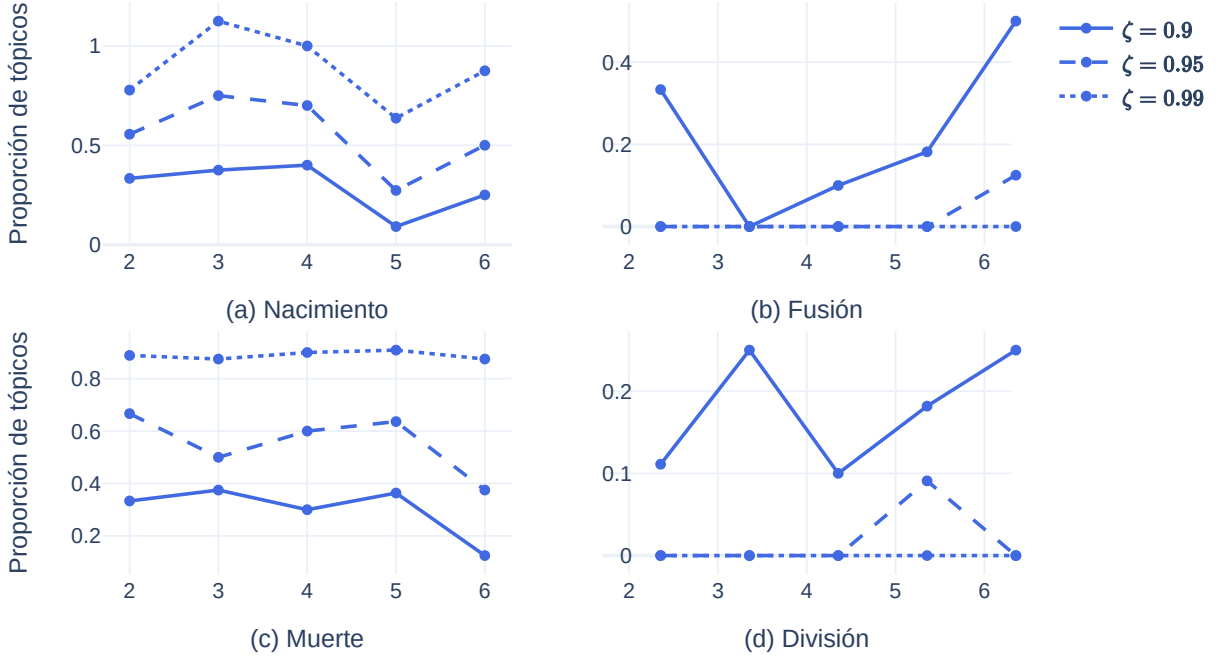 Proporción de tópicos
1
0.5
0
2 3 4 5 6
(a) Nacimiento
0.4
0.2
0
2 3 4 5 6
(b) Fusión
ζ = 0.9
ζ = 0.95
ζ = 0.99
Proporción de tópicos
0.8
0.6
0.4
0.2
2 3 4 5 6
(c) Muerte
0.2
0.1
0
2 3 4 5 6
(d) División